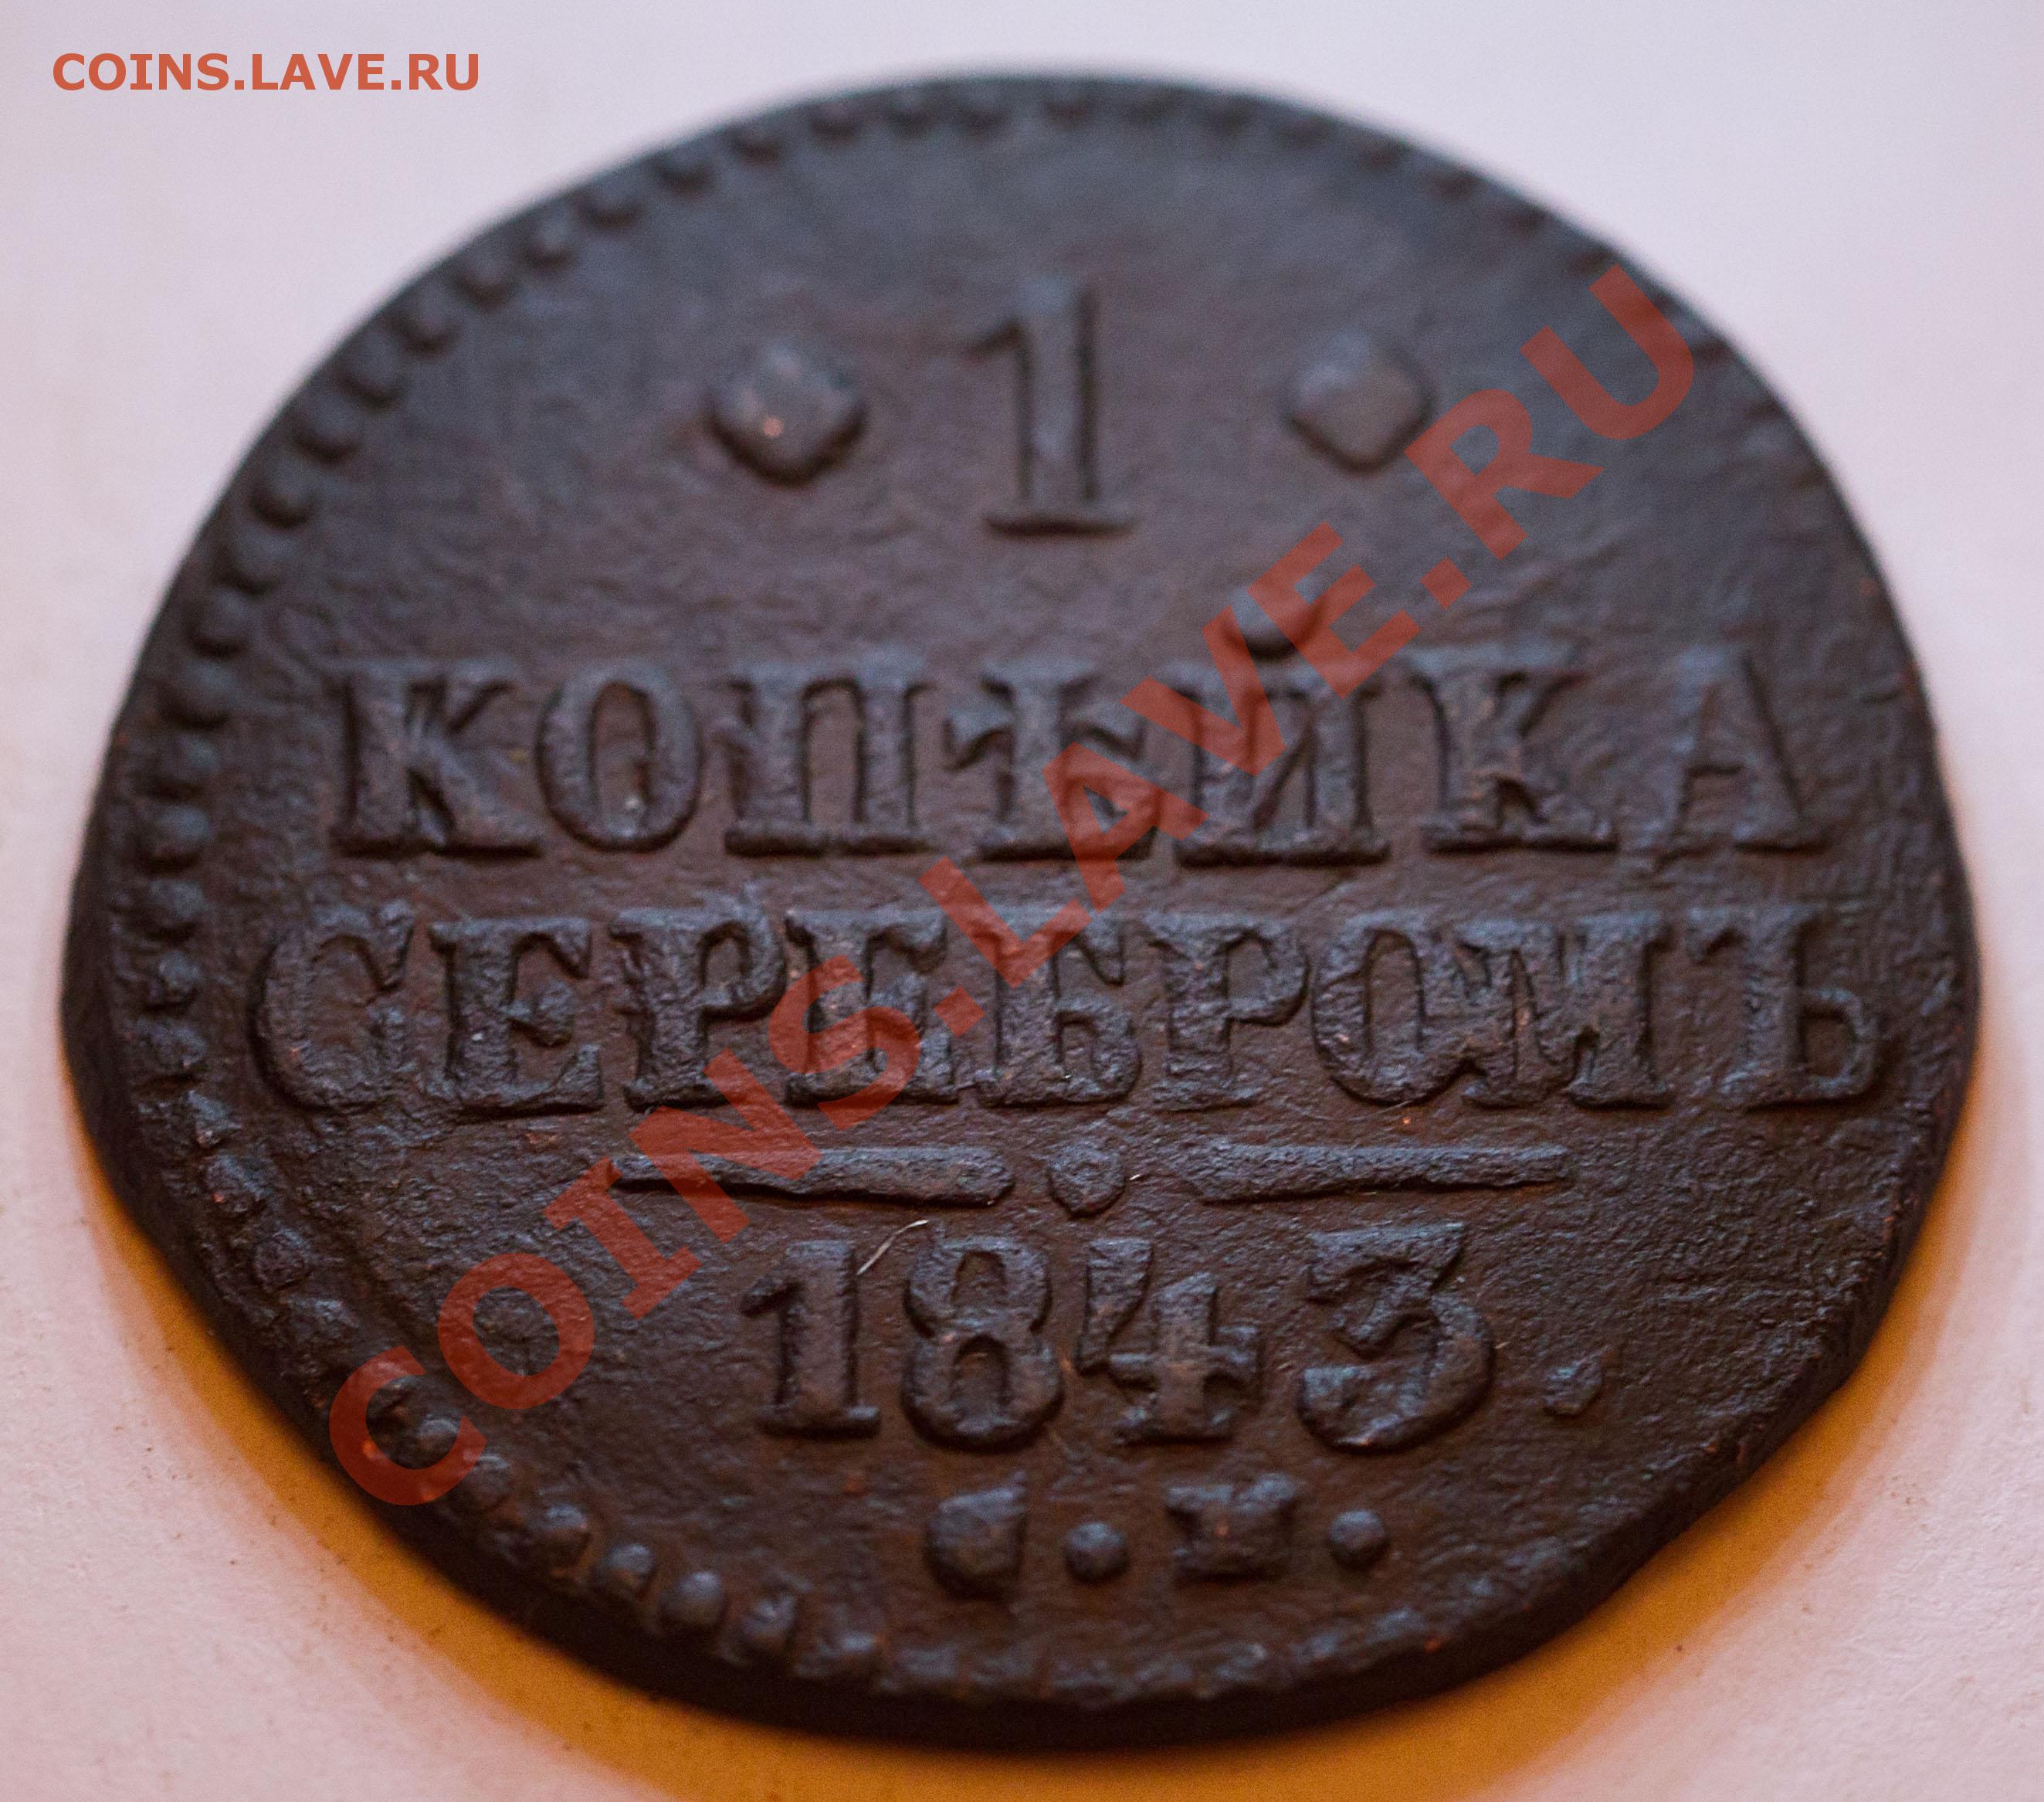 COINS.LAVE.RU
1
КОПѢЙКА
СЕРЕБРОМЪ
1843.
COINS.LAVE.RU